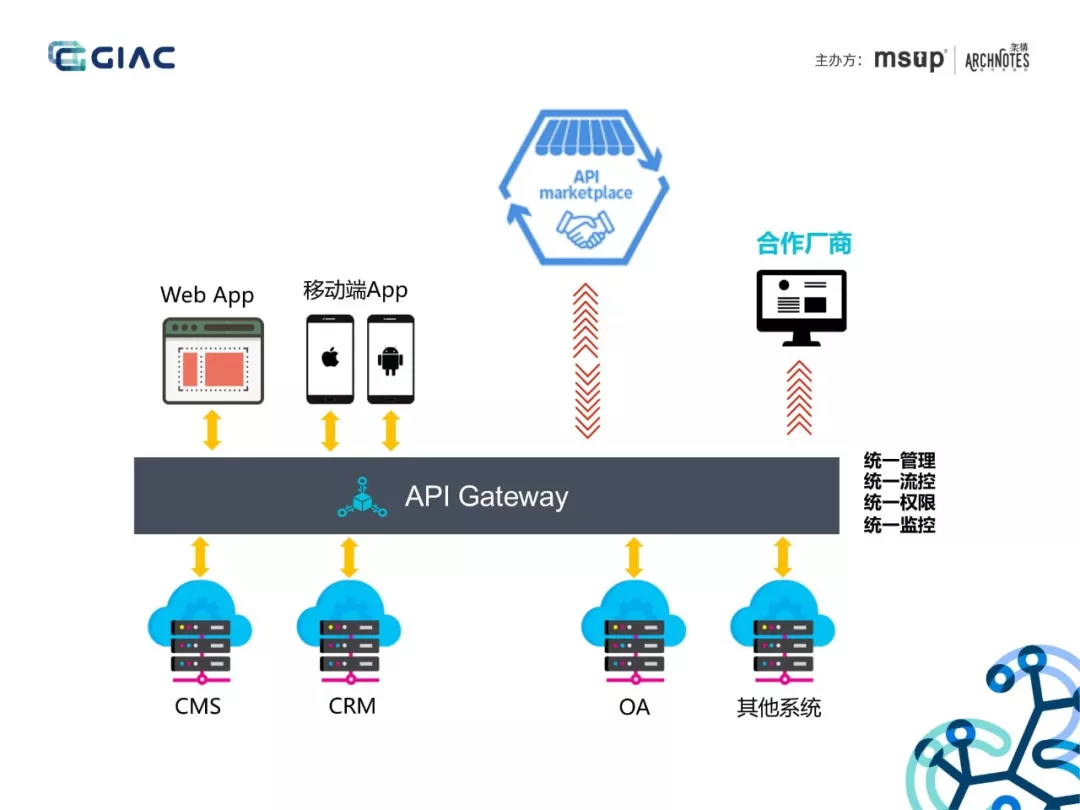 GIAC
主办方：
msup
架構
ARCHNOTES
API
marketplace
合作厂商
Web App
移动端App
API Gateway
统一管理
统一流控
统一权限
统一监控
CMS
CRM
OA
其他系统